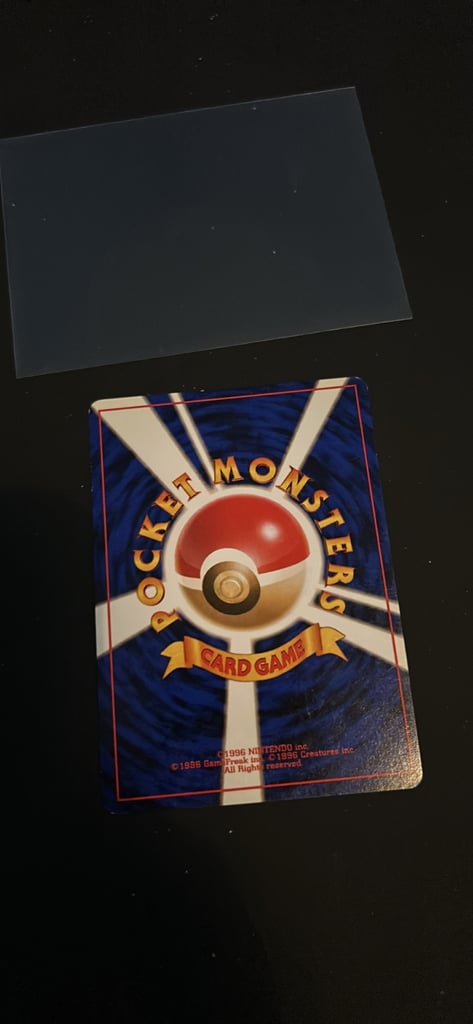 POCKET MONSTERS
CARD GAME
©1996 NINTENDO inc.
©1996 GameFreak inc. ©1996 Creatures inc.
All Rights reserved.